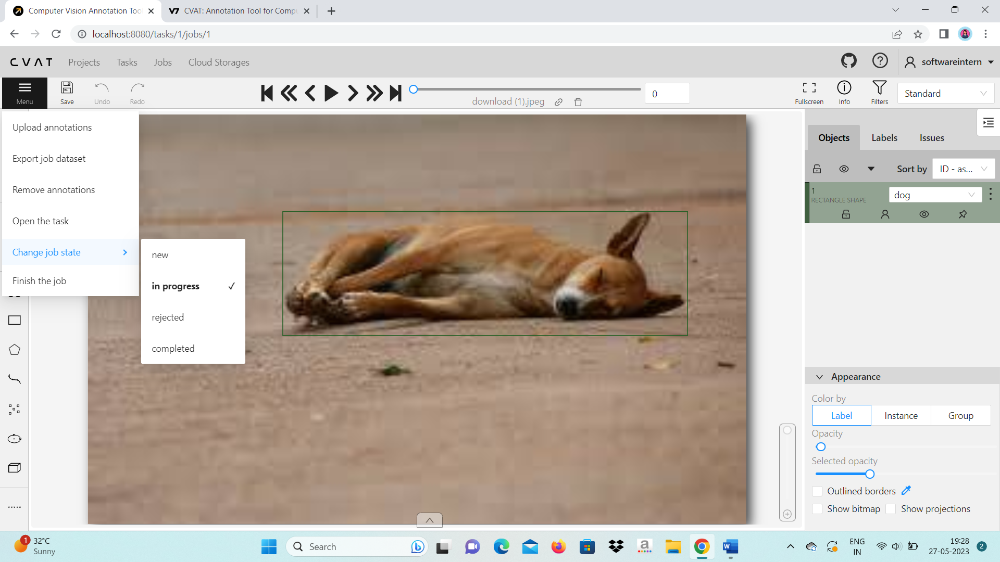 Computer Vision Annotation Too
CVAT: Annotation Tool for Comp
localhost:8080/tasks/1/jobs/1
CVAT Projects Tasks Jobs Cloud Storages
softwareintern
Menu Save Undo Redo
download (1).jpeg
0
Fullscreen Info Filters
Standard
Upload annotations
Export job dataset
Remove annotations
Open the task
Change job state
Finish the job
new
in progress
rejected
completed
Objects Labels Issues
Sort by ID - as...
1
RECTANGLE SHAPE
dog
Appearance
Color by
Label Instance Group
Opacity
Selected opacity
Outlined borders
Show bitmap Show projections
1
32°C
Sunny
Search
ENG
IN
19:28
27-05-2023
2